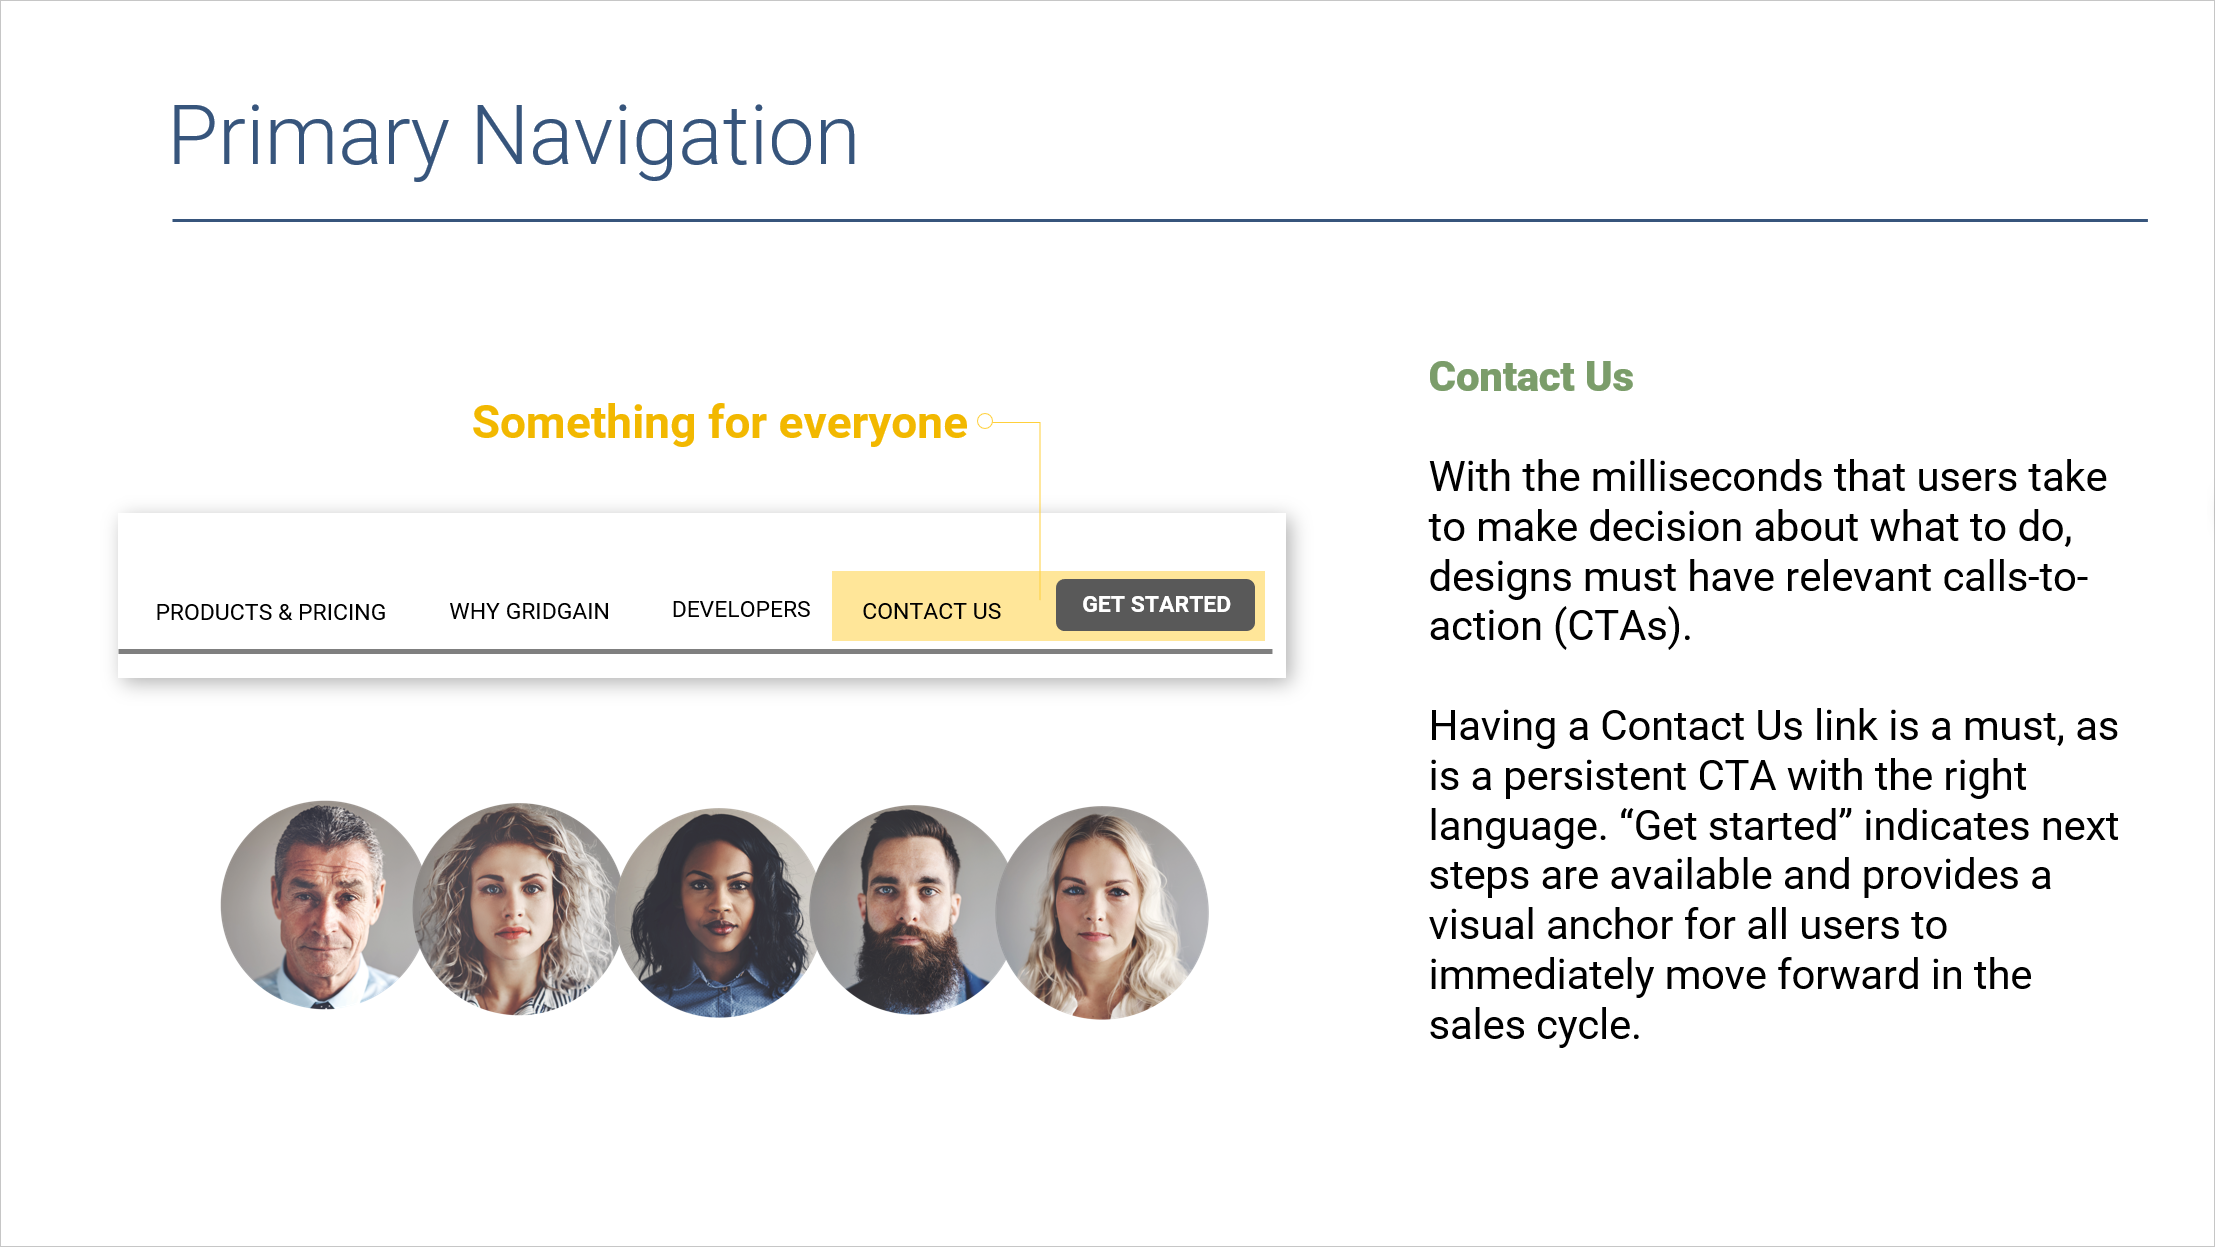 Primary Navigation
Something for everyone
PRODUCTS & PRICING
WHY GRIDGAIN
DEVELOPERS
CONTACT US
GET STARTED
Contact Us
With the milliseconds that users take
to make decision about what to do,
designs must have relevant calls-to-
action (CTAs).
Having a Contact Us link is a must, as
is a persistent CTA with the right
language. “Get started” indicates next
steps are available and provides a
visual anchor for all users to
immediately move forward in the
sales cycle.